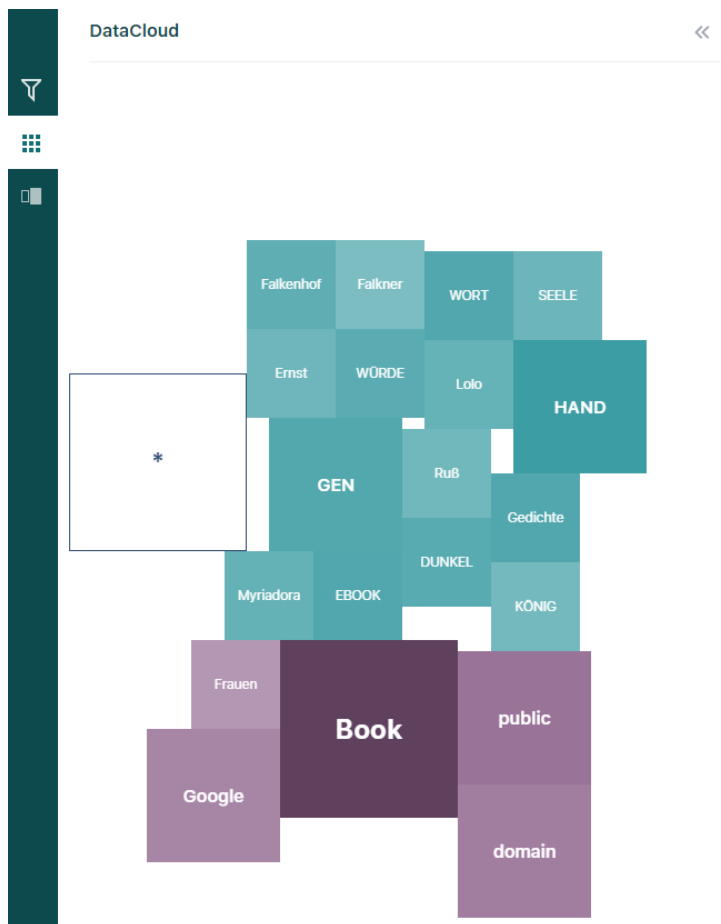 DataCloud
Falkenhof
Falkner
WORT
SEELE
Ernst
WÜRDE
Lolo
HAND
*
GEN
Ruß
Gedichte
DUNKEL
Myriadora
EBOOK
KÖNIG
Frauen
Book
public
Google
domain